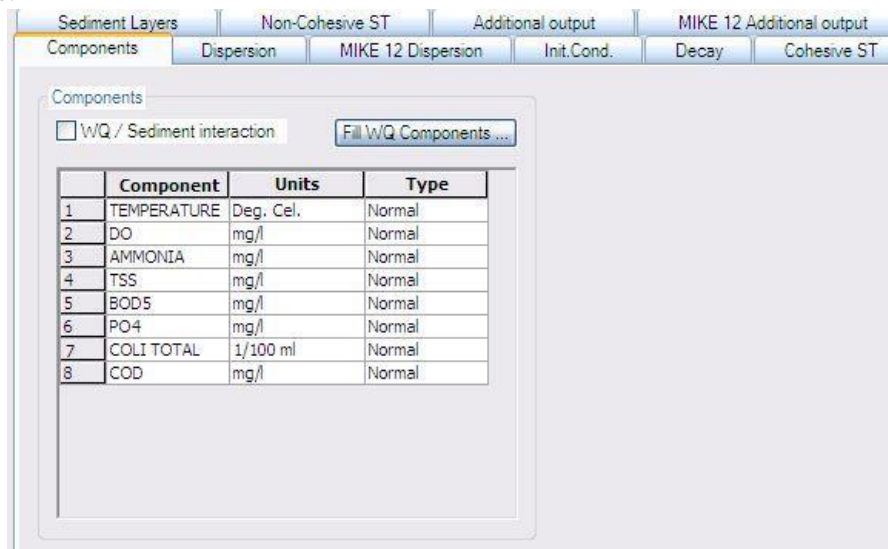 Sediment Layers Non-Cohesive ST Additional output MIKE 12 Additional output
Components Dispersion MIKE 12 Dispersion Init.Cond. Decay Cohesive ST
Components
WQ / Sediment interaction Fill WQ Components ...
Component Units Type
1 TEMPERATURE Deg. Cel. Normal
2 DO mg/l Normal
3 AMMONIA mg/l Normal
4 TSS mg/l Normal
5 BOD5 mg/l Normal
6 PO4 mg/l Normal
7 COLI TOTAL 1/100 ml Normal
8 COD mg/l Normal